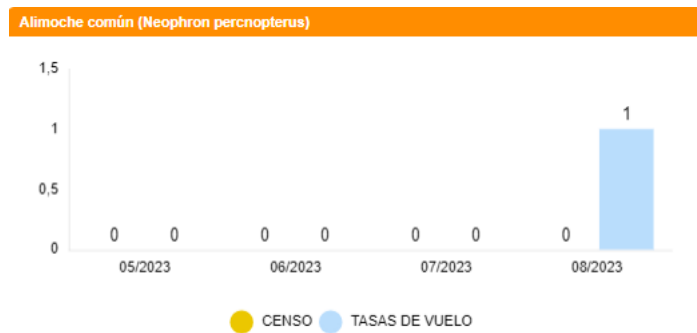 Alimoche común (Neophron percnopterus)
1,5
1
0,5
0
0 0 0 0 0 0 0 1
05/2023 06/2023 07/2023 08/2023
CENSO TASAS DE VUELO